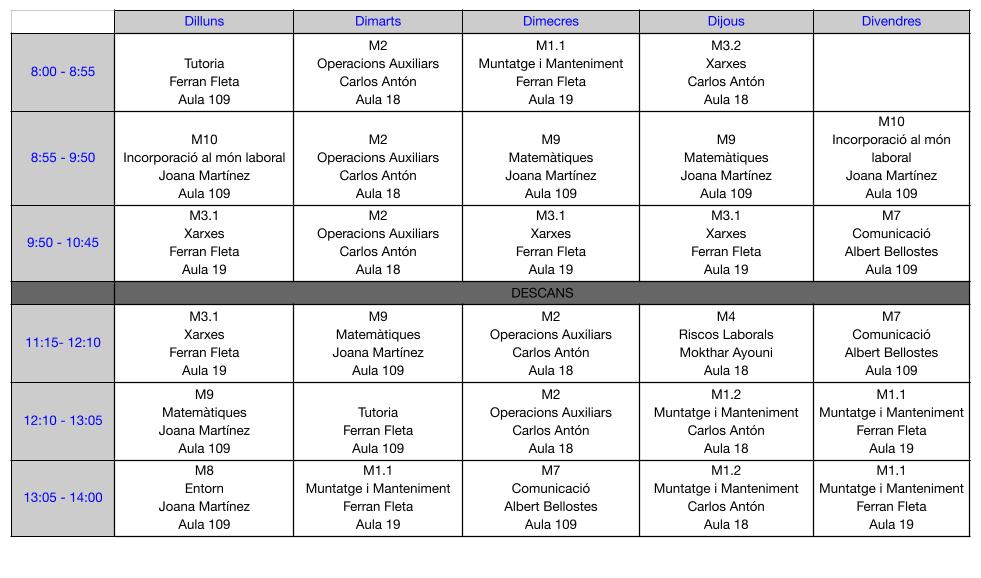 Dilluns Dimarts Dimecres Dijous Divendres
8:00 - 8:55
Tutoria
Ferran Fleta
Aula 109
M2
Operacions Auxiliars
Carlos Antón
Aula 18
M1.1
Muntatge i Manteniment
Ferran Fleta
Aula 19
M3.2
Xarxes
Carlos Antón
Aula 18
8:55 - 9:50
M10
Incorporació al món laboral
Joana Martínez
Aula 109
M2
Operacions Auxiliars
Carlos Antón
Aula 18
M9
Matemàtiques
Joana Martínez
Aula 109
M9
Matemàtiques
Joana Martínez
Aula 109
M10
Incorporació al món
laboral
Joana Martínez
Aula 109
9:50 - 10:45
M3.1
Xarxes
Ferran Fleta
Aula 19
M2
Operacions Auxiliars
Carlos Antón
Aula 18
M3.1
Xarxes
Ferran Fleta
Aula 19
M3.1
Xarxes
Ferran Fleta
Aula 19
M7
Comunicació
Albert Bellostes
Aula 109
DESCANS
11:15- 12:10
M3.1
Xarxes
Ferran Fleta
Aula 19
M9
Matemàtiques
Joana Martínez
Aula 109
M2
Operacions Auxiliars
Carlos Antón
Aula 18
M4
Riscos Laborals
Mokthar Ayouni
Aula 18
M7
Comunicació
Albert Bellostes
Aula 109
12:10 - 13:05
M9
Matemàtiques
Joana Martínez
Aula 109
Tutoria
Ferran Fleta
Aula 109
M2
Operacions Auxiliars
Carlos Antón
Aula 18
M1.2
Muntatge i Manteniment
Carlos Antón
Aula 18
M1.1
Muntatge i Manteniment
Ferran Fleta
Aula 19
13:05 - 14:00
M8
Entorn
Joana Martínez
Aula 109
M1.1
Muntatge i Manteniment
Ferran Fleta
Aula 19
M7
Comunicació
Albert Bellostes
Aula 109
M1.2
Muntatge i Manteniment
Carlos Antón
Aula 18
M1.1
Muntatge i Manteniment
Ferran Fleta
Aula 19